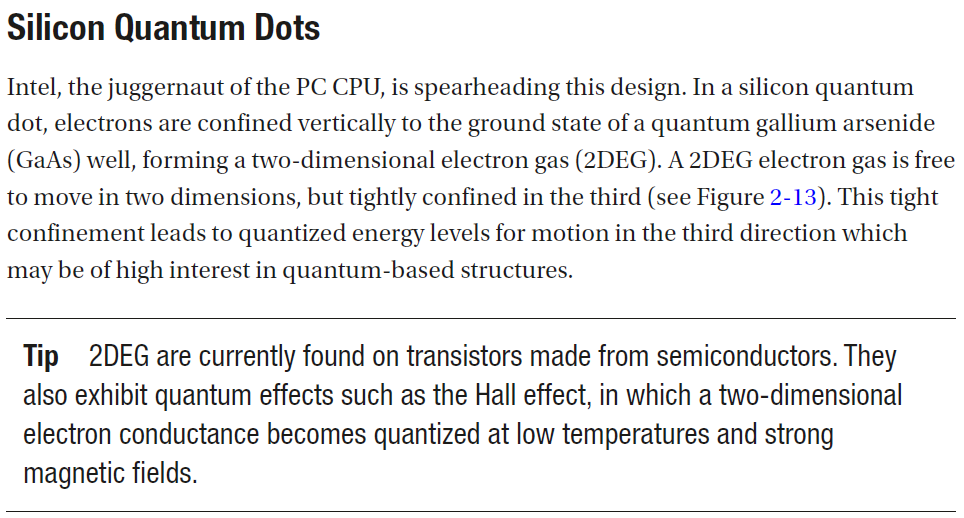 Silicon Quantum Dots
Intel, the juggernaut of the PC CPU, is spearheading this design. In a silicon quantum
dot, electrons are confined vertically to the ground state of a quantum gallium arsenide
(GaAs) well, forming a two-dimensional electron gas (2DEG). A 2DEG electron gas is free
to move in two dimensions, but tightly confined in the third (see Figure 2-13). This tight
confinement leads to quantized energy levels for motion in the third direction which
may be of high interest in quantum-based structures.
Tip 2DEG are currently found on transistors made from semiconductors. They
also exhibit quantum effects such as the Hall effect, in which a two-dimensional
electron conductance becomes quantized at low temperatures and strong
magnetic fields.